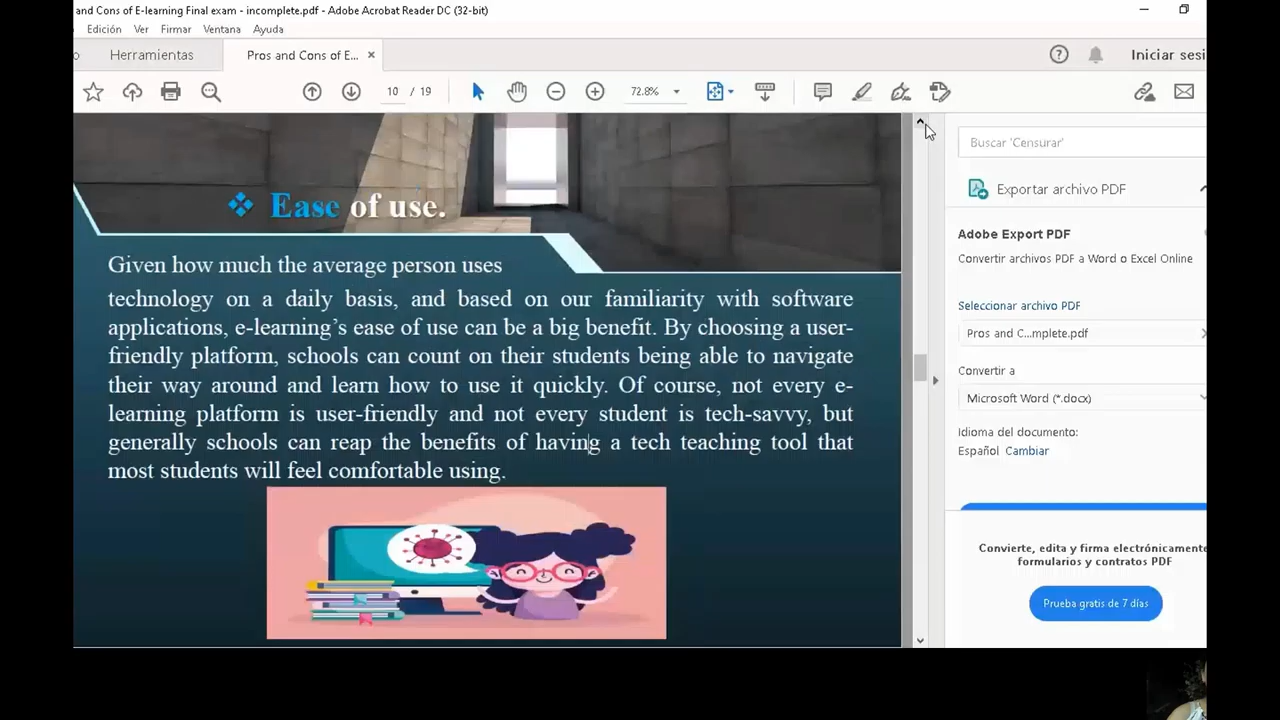 and Cons of E-learning Final exam - incomplete.pdf - Adobe Acrobat Reader DC (32-bit)
Edición Ver Firmar Ventana Ayuda
Herramientas Pros and Cons of E... × Iniciar sesi
10 / 19 72.8%
Buscar 'Censurar'
Exportar archivo PDF
Ease of use.
Adobe Export PDF
Convertir archivos PDF a Word o Excel Online
Given how much the average person uses
technology on a daily basis, and based on our familiarity with software
applications, e-learning's ease of use can be a big benefit. By choosing a user-
friendly platform, schools can count on their students being able to navigate
their way around and learn how to use it quickly. Of course, not every e-
learning platform is user-friendly and not every student is tech-savvy, but
generally schools can reap the benefits of having a tech teaching tool that
most students will feel comfortable using.
Seleccionar archivo PDF
Pros and C...mplete.pdf
Convertir a
Microsoft Word (*.docx)
Idioma del documento:
Español Cambiar
Convierte, edita y firma electrónicamente
formularios y contratos PDF
Prueba gratis de 7 días